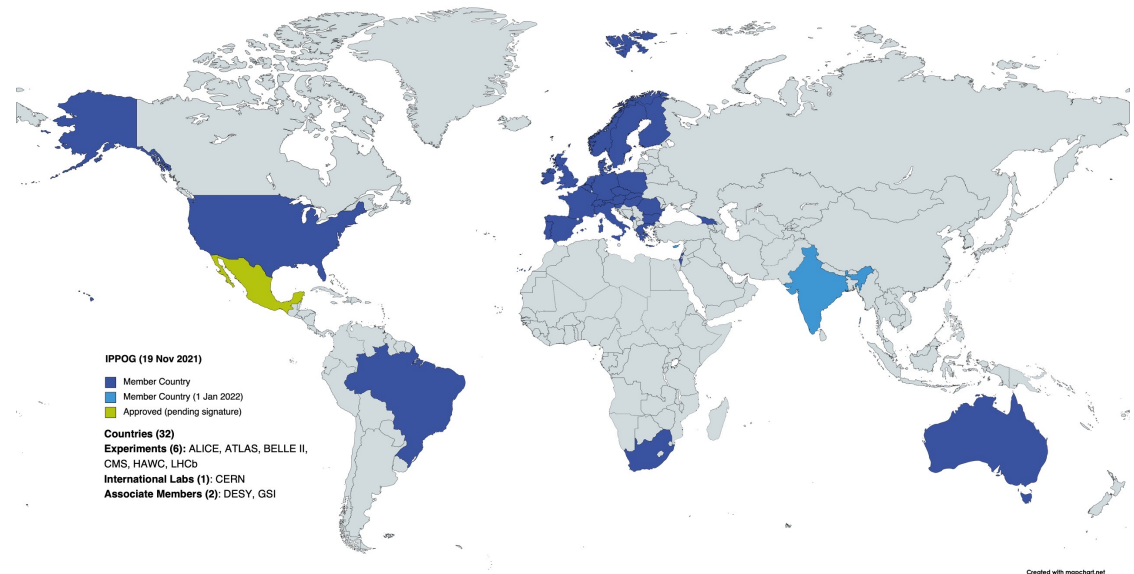 IPPOG (19 Nov 2021)
Member Country
Member Country (1 Jan 2022)
Approved (pending signature)
Countries (32)
Experiments (6): ALICE, ATLAS, BELLE II,
CMS, HAWC, LHCb
International Labs (1): CERN
Associate Members (2): DESY, GSI
Created with mapchart.net